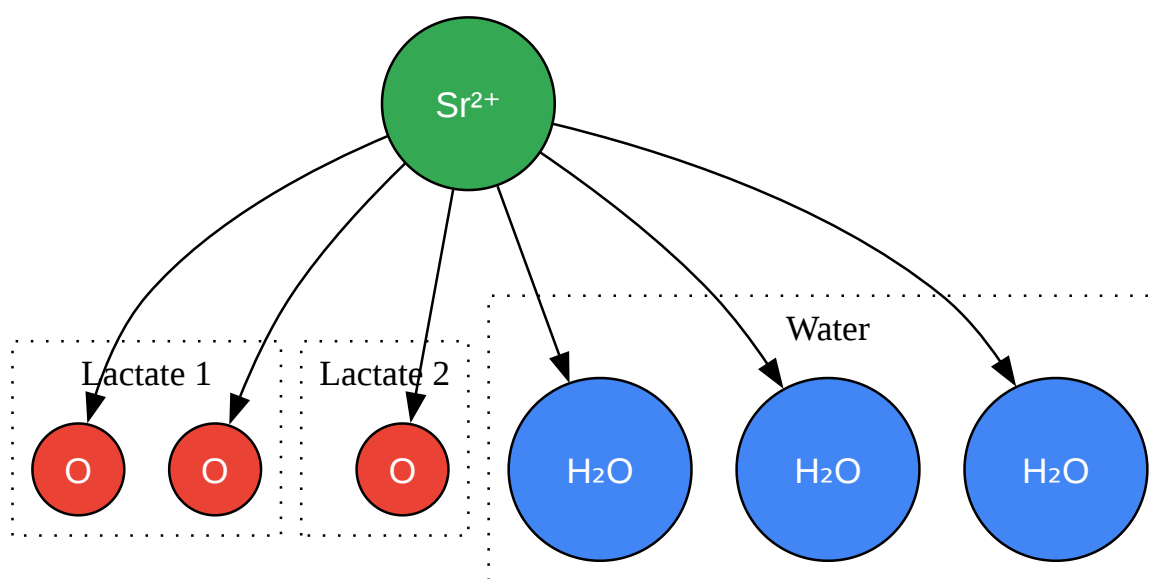 Sr²⁺
Water
Lactate 1
Lactate 2
O
O
O
H₂O
H₂O
H₂O